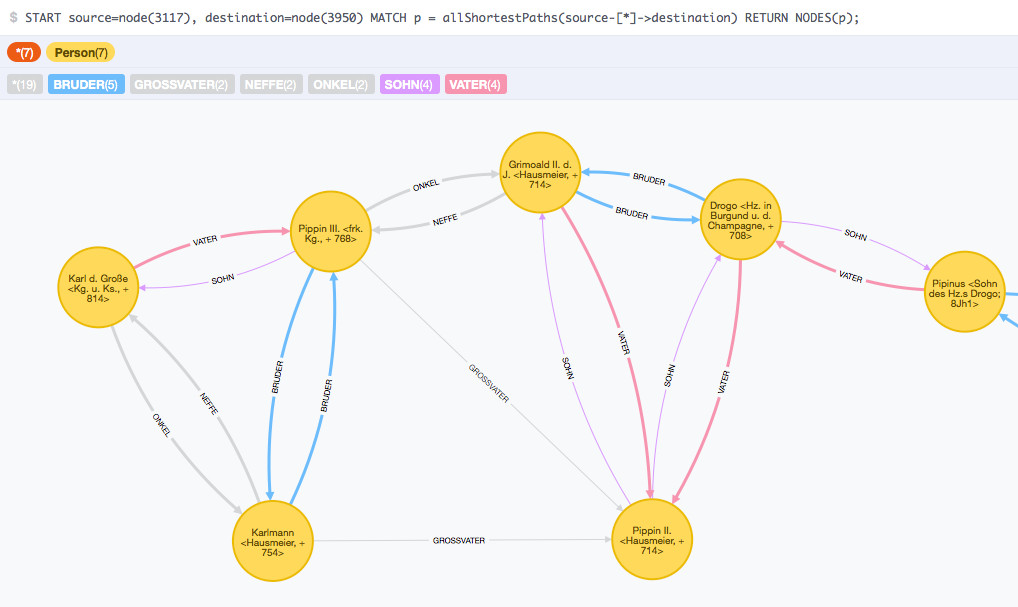 $ START source=node(3117), destination=node(3950) MATCH p = allShortestPaths(source-[*]->destination) RETURN NODES(p);
*(7) Person(7)
*(19) BRUDER(5) GROSSVATER(2) NEFFE(2) ONKEL(2) SOHN(4) VATER(4)
Grimoald II. d.
J. <Hausmeier, +
714>
ONKEL
NEFFE
BRUDER
BRUDER
Drogo <Hz. in
Burgund u. d.
Champagne, +
708>
Pippin III. <frk.
Kg., + 768>
VATER
SOHN
SOHN
VATER
Karl d. Große
<Kg. u. Ks., +
814>
Pipinus <Sohn
des Hz.s Drogo;
8Jh1>
BRUDER
BRUDER
GROSSVATER
VATER
SOHN
SOHN
VATER
NEFFE
ONKEL
Karlmann
<Hausmeier, +
754>
GROSSVATER
Pippin II.
<Hausmeier, +
714>